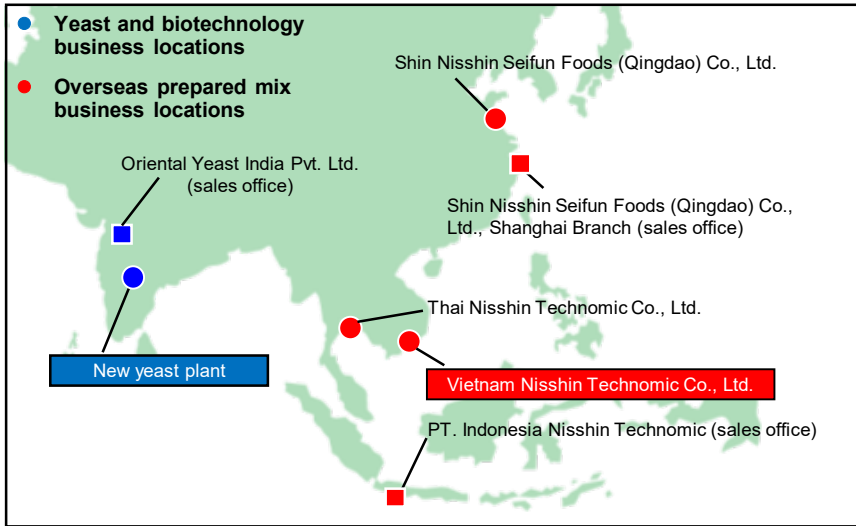 Yeast and biotechnology
business locations
Overseas prepared mix
business locations
Shin Nisshin Seifun Foods (Qingdao) Co., Ltd.
Oriental Yeast India Pvt. Ltd.
(sales office)
Shin Nisshin Seifun Foods (Qingdao) Co.,
Ltd., Shanghai Branch (sales office)
Thai Nisshin Technomic Co., Ltd.
New yeast plant
Vietnam Nisshin Technomic Co., Ltd.
PT. Indonesia Nisshin Technomic (sales office)